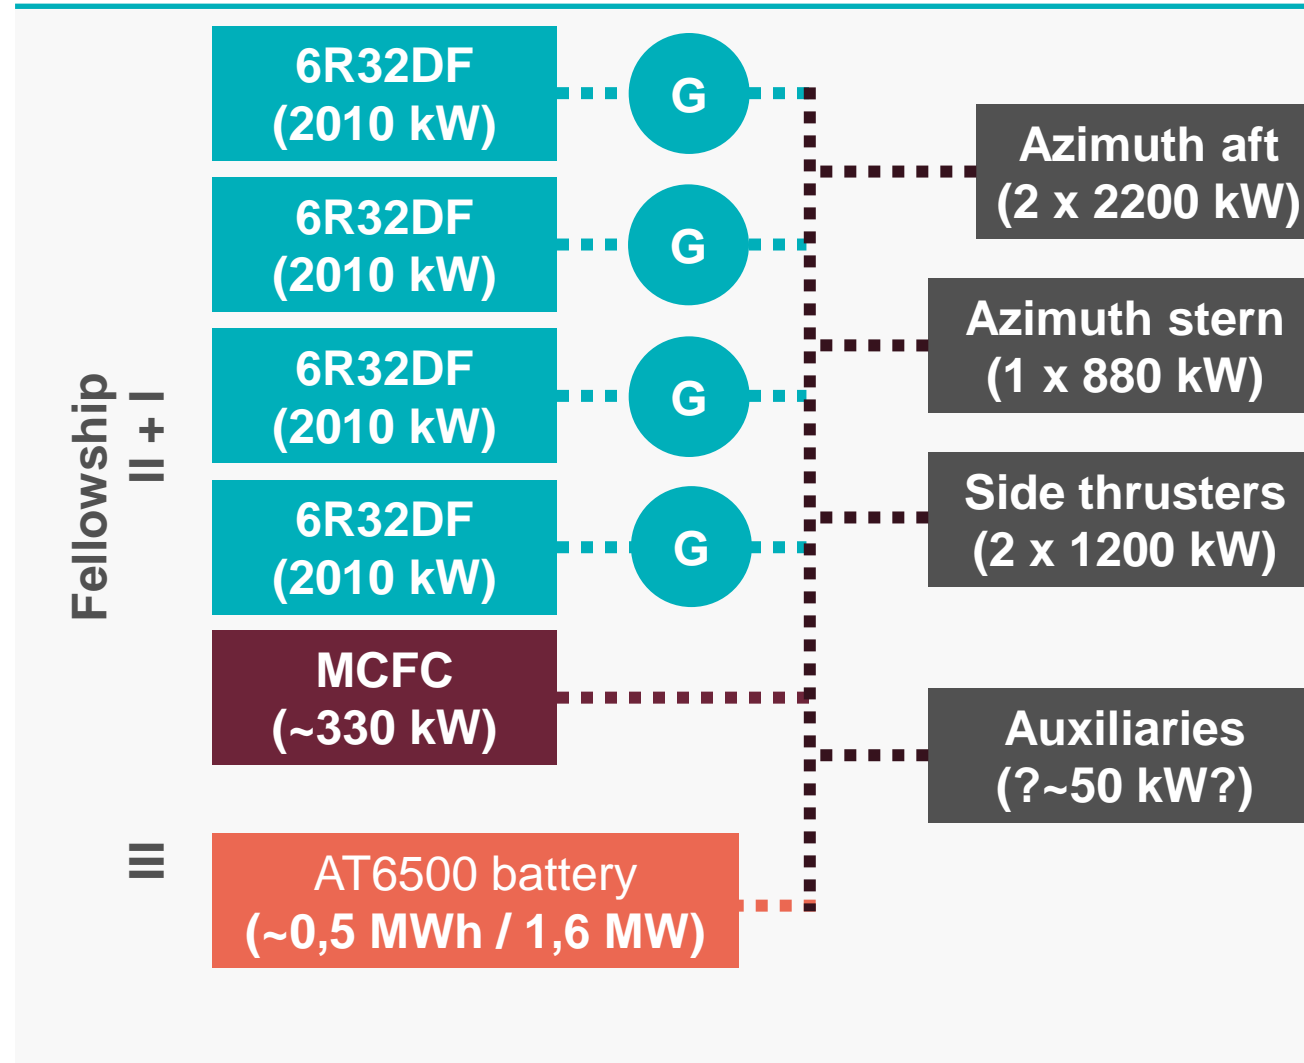 6R32DF
(2010 kW)
G
Azimuth aft
(2 x 2200 kW)
6R32DF
(2010 kW)
G
Azimuth stern
(1 x 880 kW)
6R32DF
(2010 kW)
G
Fellowship
II + I
Side thrusters
(2 x 1200 kW)
6R32DF
(2010 kW)
G
MCFC
(~330 kW)
Auxiliaries
(?~50 kW?)
III
AT6500 battery
(~0,5 MWh / 1,6 MW)